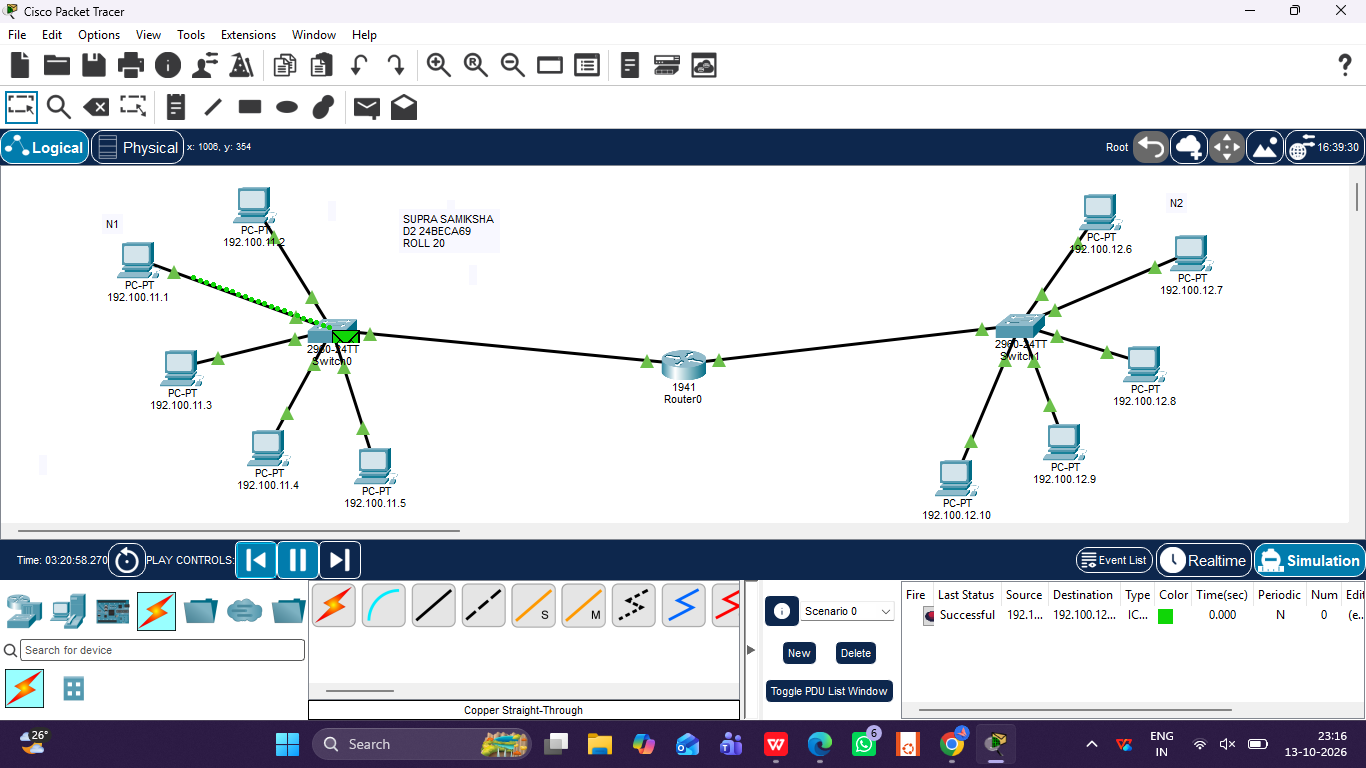 Cisco Packet Tracer
File Edit Options View Tools Extensions Window Help
Logical Physical x: 1006, y: 354 Root 16:39:30
N1
PC-PT
192.100.11.2
SUPRA SAMIKSHA
D2 24BECA69
ROLL 20
PC-PT
192.100.11.1
2960-24TT
Switch0
PC-PT
192.100.11.3
PC-PT
192.100.11.4
PC-PT
192.100.11.5
1941
Router0
N2
PC-PT
192.100.12.6
PC-PT
192.100.12.7
2960-24TT
Switch1
PC-PT
192.100.12.8
PC-PT
192.100.12.9
PC-PT
192.100.12.10
Time: 03:20:58.270 PLAY CONTROLS: Event List Realtime Simulation
Search for device
S M
Copper Straight-Through
Scenario 0
New Delete
Toggle PDU List Window
Fire Last Status Source Destination Type Color Time(sec) Periodic Num Edit
Successful 192.1... 192.100.12... IC... 0.000 N 0 (e..
26° Search 6 ENG IN 23:16 13-10-2026